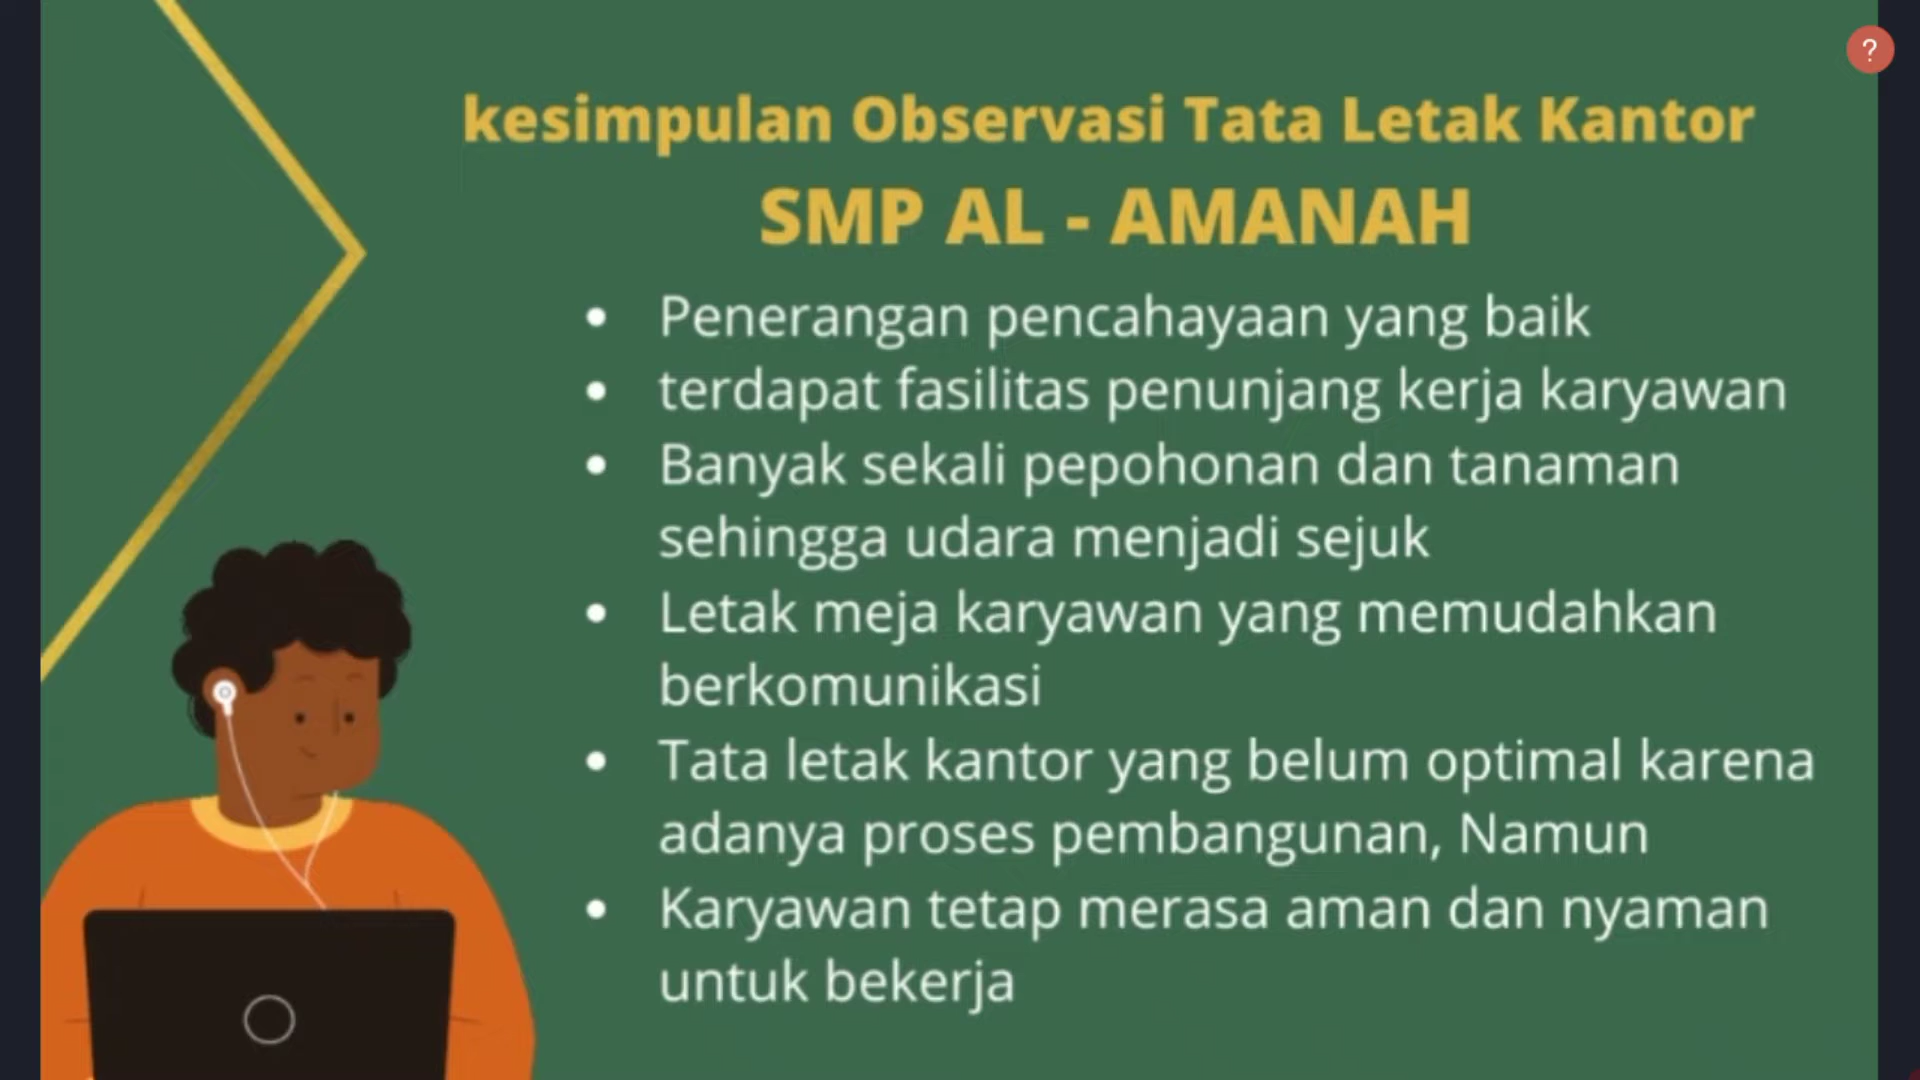 ?
kesimpulan Observasi Tata Letak Kantor
SMP AL - AMANAH
• Penerangan pencahayaan yang baik
• terdapat fasilitas penunjang kerja karyawan
• Banyak sekali pepohonan dan tanaman
sehingga udara menjadi sejuk
• Letak meja karyawan yang memudahkan
berkomunikasi
• Tata letak kantor yang belum optimal karena
adanya proses pembangunan, Namun
• Karyawan tetap merasa aman dan nyaman
untuk bekerja